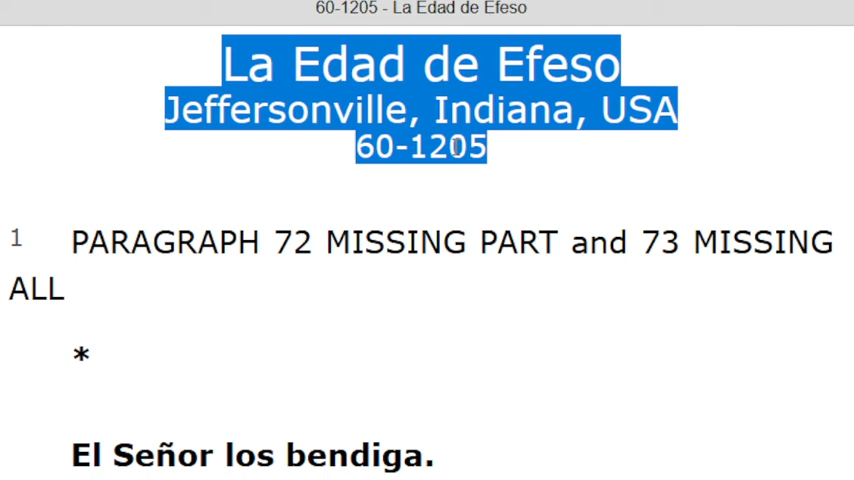 60-1205 - La Edad de Efeso
La Edad de Efeso
Jeffersonville, Indiana, USA
60-1205
1 PARAGRAPH 72 MISSING PART and 73 MISSING
ALL
*
El Señor los bendiga.